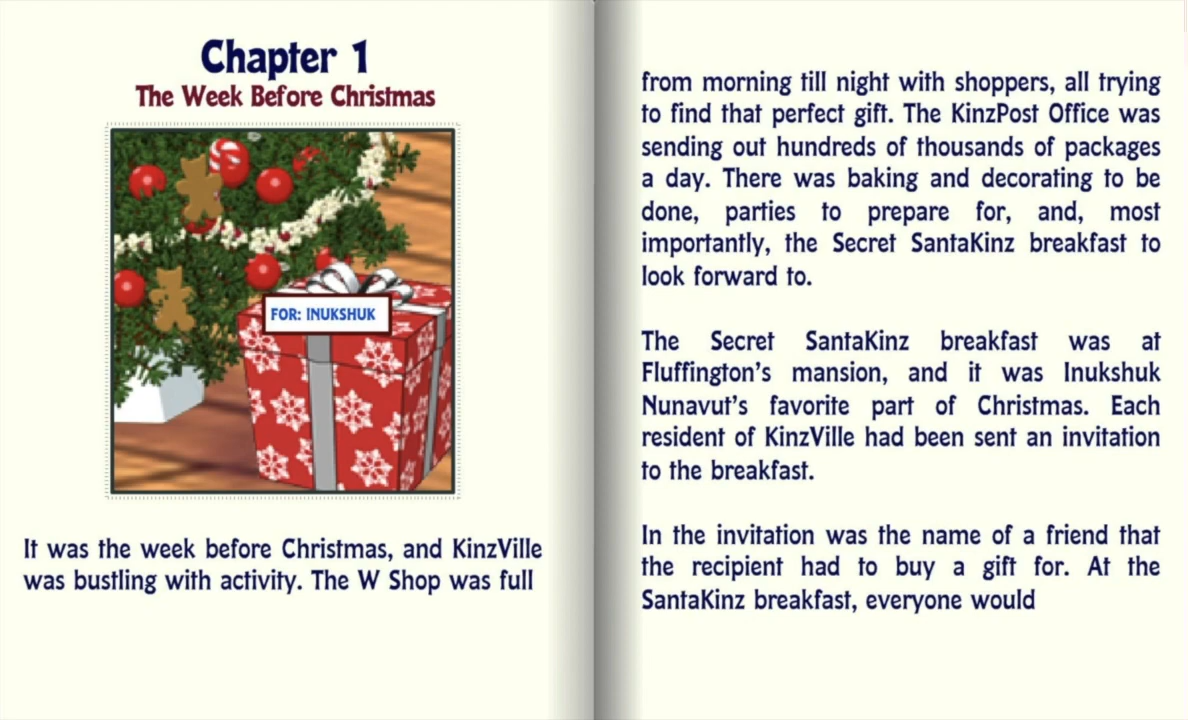 Chapter 1
The Week Before Christmas
FOR: INUKSHUK
It was the week before Christmas, and KinzVille
was bustling with activity. The W Shop was full
from morning till night with shoppers, all trying
to find that perfect gift. The KinzPost Office was
sending out hundreds of thousands of packages
a day. There was baking and decorating to be
done, parties to prepare for, and, most
importantly, the Secret SantaKinz breakfast to
look forward to.
The Secret SantaKinz breakfast was at
Fluffington's mansion, and it was Inukshuk
Nunavut's favorite part of Christmas. Each
resident of KinzVille had been sent an invitation
to the breakfast.
In the invitation was the name of a friend that
the recipient had to buy a gift for. At the
SantaKinz breakfast, everyone would